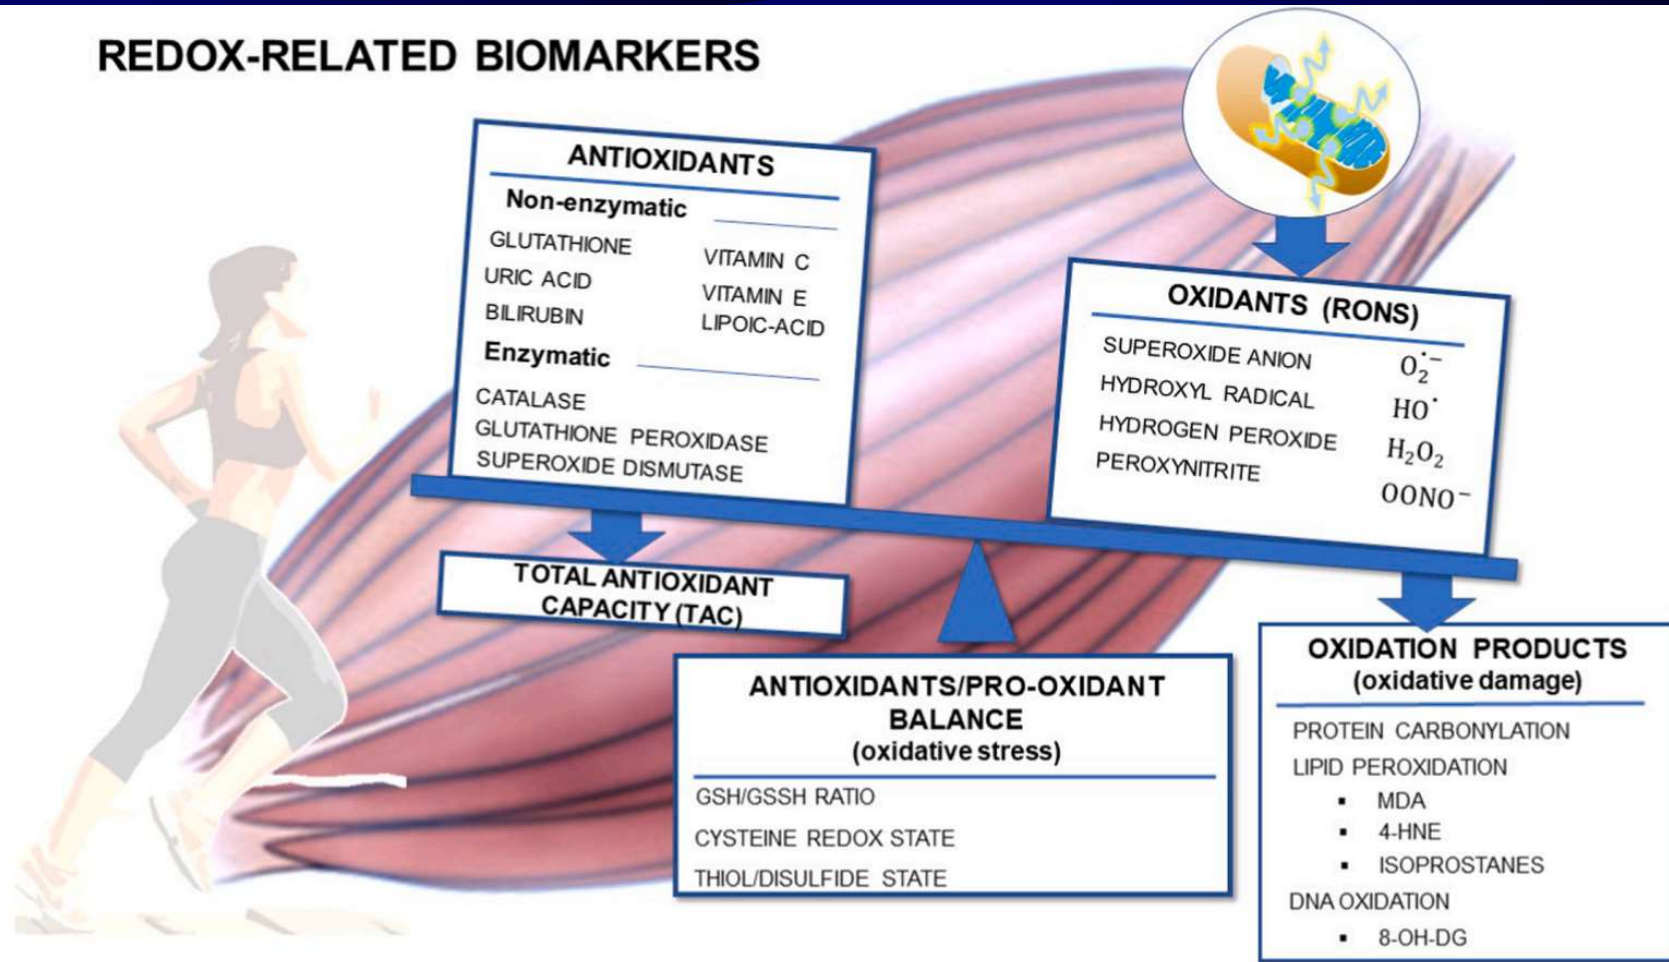 REDOX-RELATED BIOMARKERS
ANTIOXIDANTS
Non-enzymatic
GLUTATHIONE VITAMIN C
URIC ACID VITAMIN E
BILIRUBIN LIPOIC-ACID
Enzymatic
CATALASE
GLUTATHIONE PEROXIDASE
SUPEROXIDE DISMUTASE
TOTAL ANTIOXIDANT
CAPACITY (TAC)
OXIDANTS (RONS)
SUPEROXIDE ANION O₂˙⁻
HYDROXYL RADICAL HO˙
HYDROGEN PEROXIDE H₂O₂
PEROXYNITRITE OONO⁻
ANTIOXIDANTS/PRO-OXIDANT
BALANCE
(oxidative stress)
GSH/GSSH RATIO
CYSTEINE REDOX STATE
THIOL/DISULFIDE STATE
OXIDATION PRODUCTS
(oxidative damage)
PROTEIN CARBONYLATION
LIPID PEROXIDATION
▪ MDA
▪ 4-HNE
▪ ISOPROSTANES
DNA OXIDATION
▪ 8-OH-DG